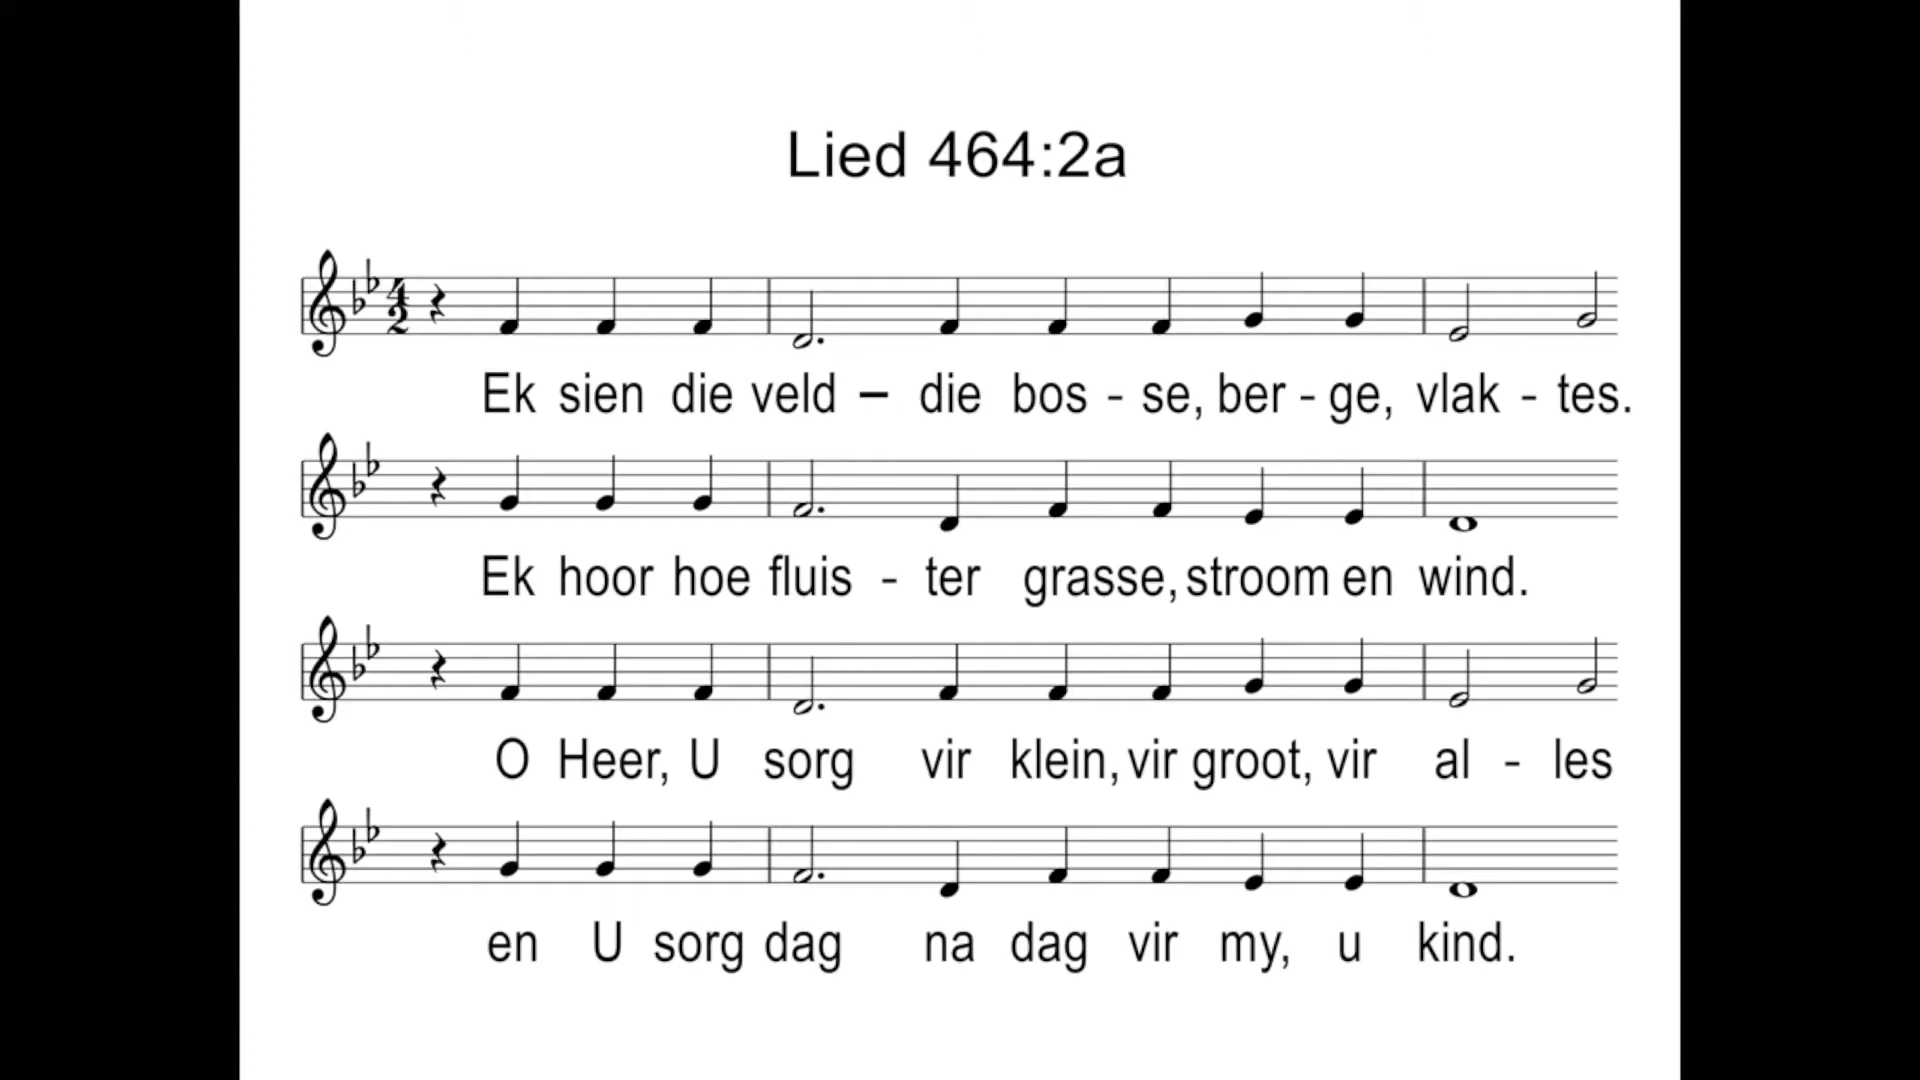 Lied 464:2a
4
2
Ek sien die veld – die bos - se, ber - ge, vlak - tes.
Ek hoor hoe fluis - ter grasse, stroom en wind.
O Heer, U sorg vir klein, vir groot, vir al - les
en U sorg dag na dag vir my, u kind.